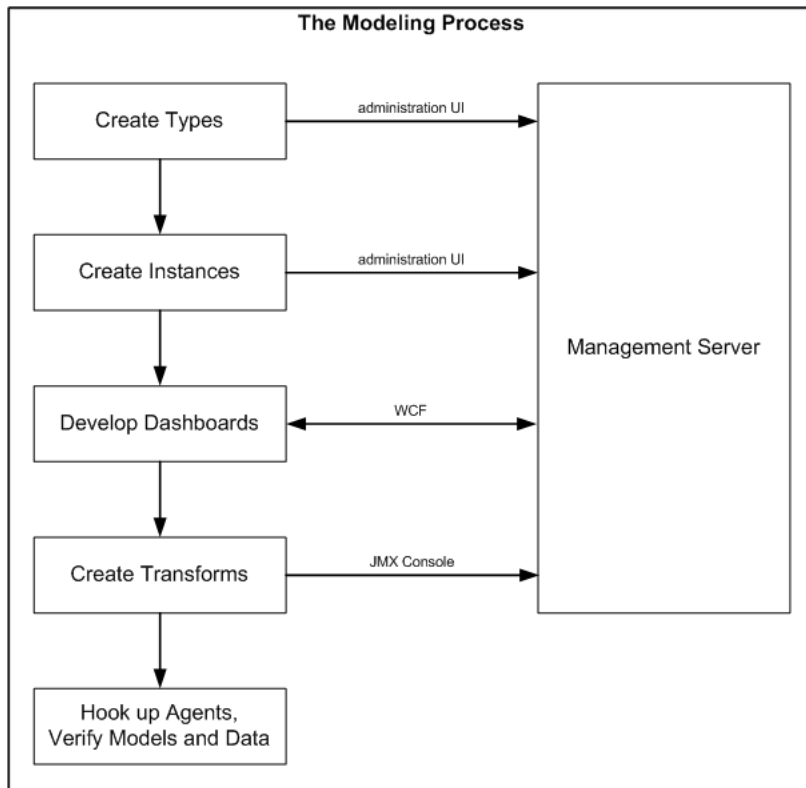 The Modeling Process
Create Types
administration UI
Create Instances
administration UI
Management Server
Develop Dashboards
WCF
Create Transforms
JMX Console
Hook up Agents,
Verify Models and Data